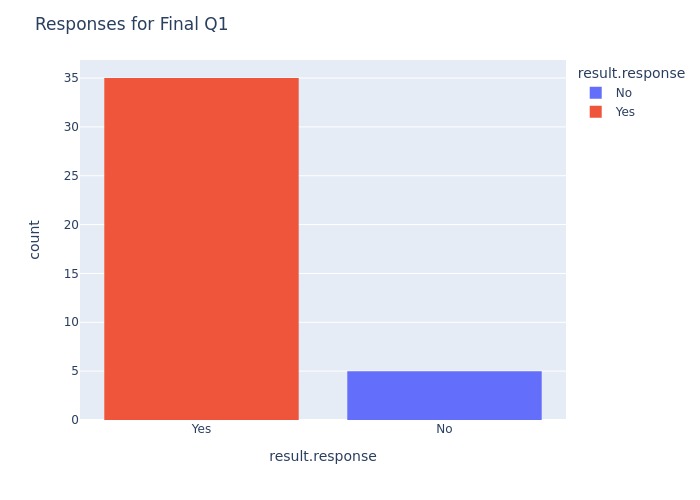 Responses for Final Q1
result.response
No
Yes
35
30
25
20
15
10
5
0
count
Yes
No
result.response